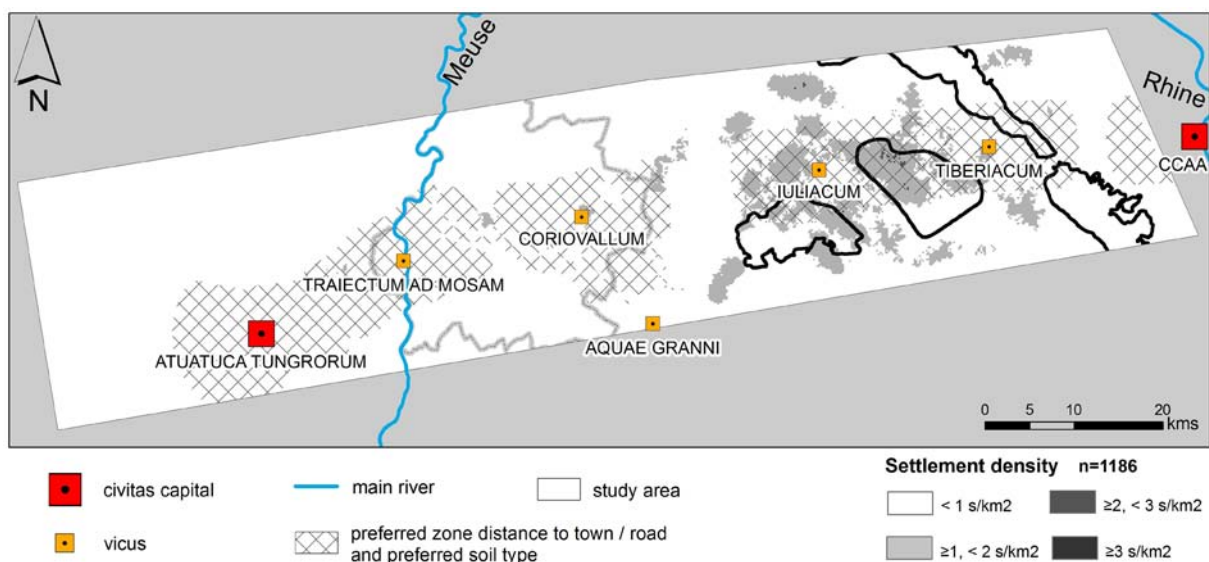 N
Meuse
Rhine
CCAA
TIBERIACUM
IULIACUM
CORIOVALLUM
TRAIECTUM AD MOSAM
AQUAE GRANNI
ATUATUCA TUNGRORUM
0 5 10 20
kms
civitas capital
main river
study area
vicus
preferred zone distance to town / road
and preferred soil type
Settlement density n=1186
< 1 s/km2
≥2, < 3 s/km2
≥1, < 2 s/km2
≥3 s/km2